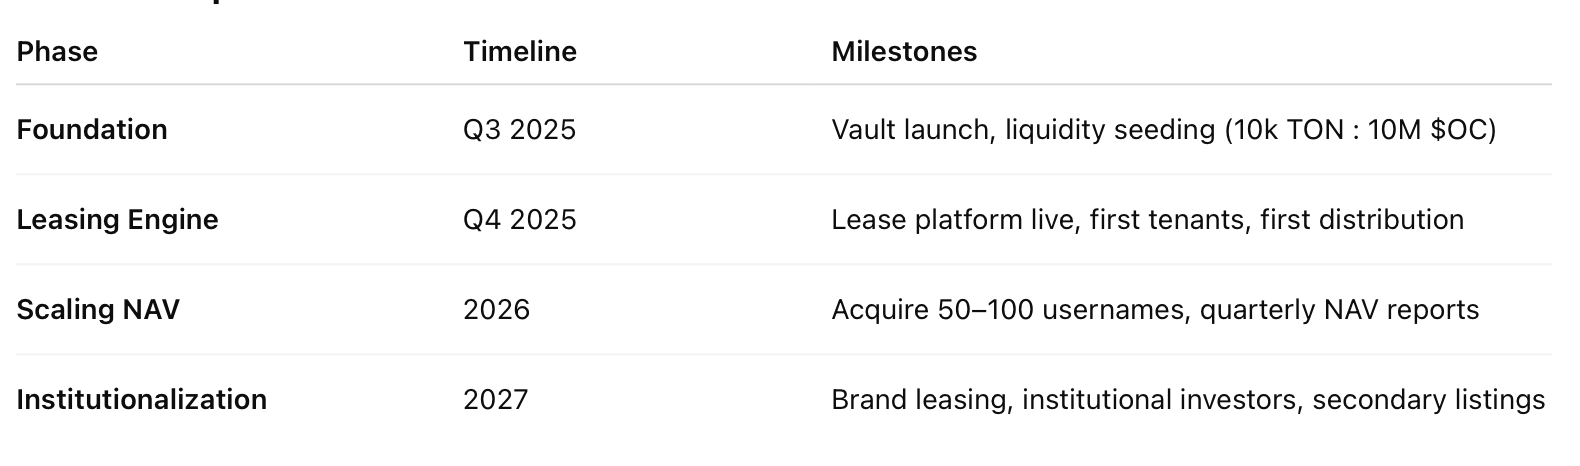 Phase Timeline Milestones
Foundation Q3 2025 Vault launch, liquidity seeding (10k TON : 10M $OC)
Leasing Engine Q4 2025 Lease platform live, first tenants, first distribution
Scaling NAV 2026 Acquire 50–100 usernames, quarterly NAV reports
Institutionalization 2027 Brand leasing, institutional investors, secondary listings